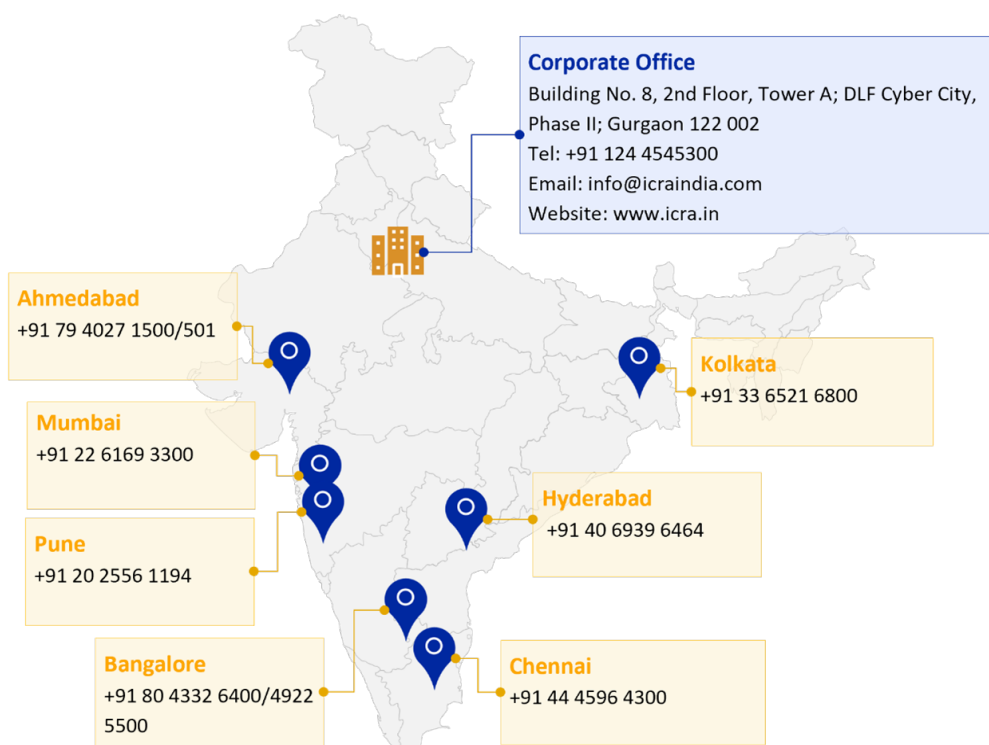 Corporate Office
Building No. 8, 2nd Floor, Tower A; DLF Cyber City,
Phase II; Gurgaon 122 002
Tel: +91 124 4545300
Email: info@icraindia.com
Website: www.icra.in
Ahmedabad
+91 79 4027 1500/501
Kolkata
+91 33 6521 6800
Mumbai
+91 22 6169 3300
Hyderabad
+91 40 6939 6464
Pune
+91 20 2556 1194
Bangalore
+91 80 4332 6400/4922
5500
Chennai
+91 44 4596 4300